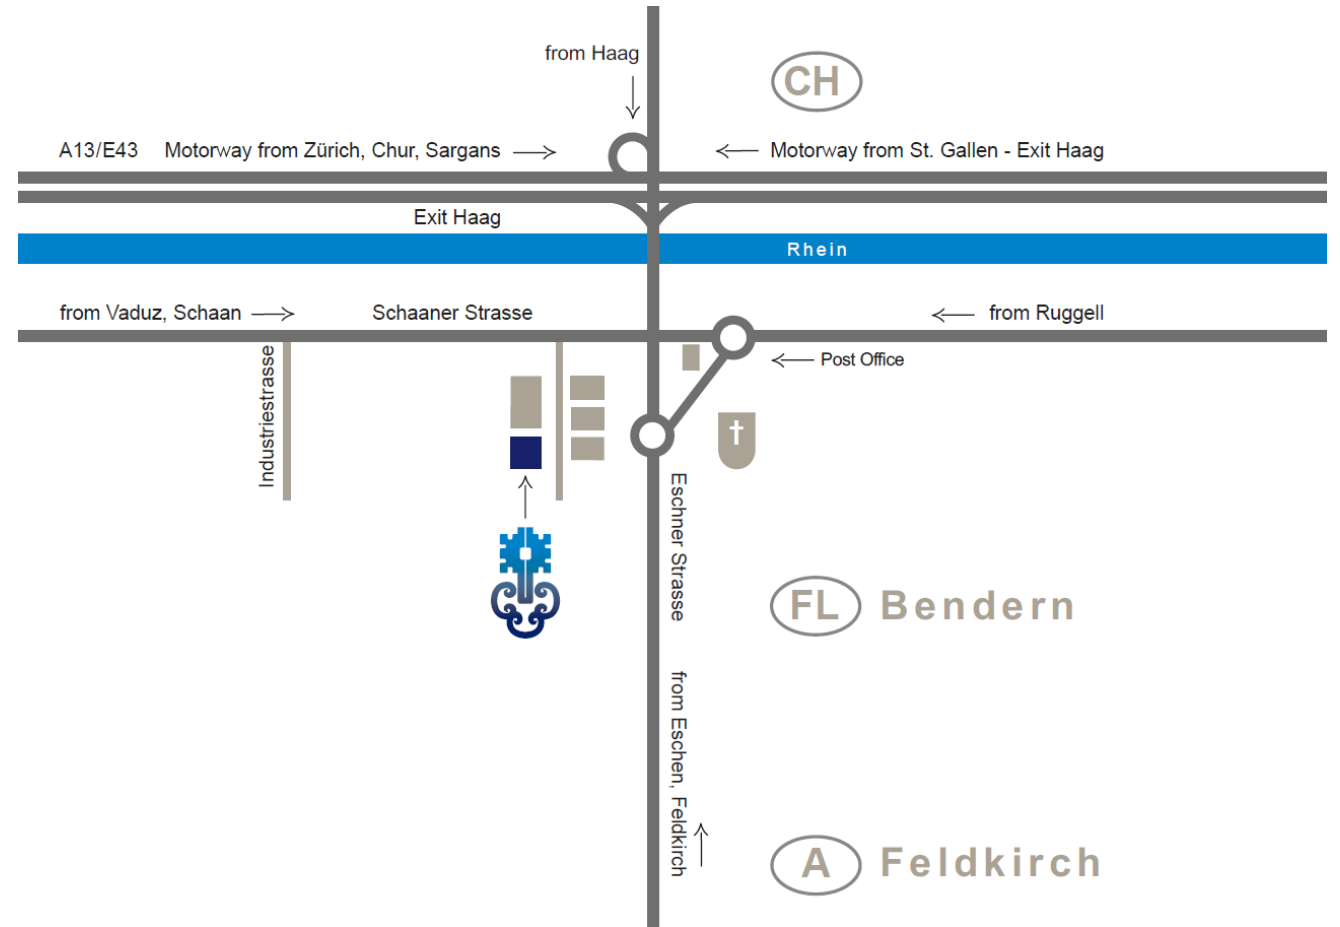 from Haag
CH
A13/E43 Motorway from Zürich, Chur, Sargans
Motorway from St. Gallen - Exit Haag
Exit Haag
Rhein
from Vaduz, Schaan
Schaaner Strasse
from Ruggell
Post Office
Industriestrasse
Eschner Strasse
FL Bendern
from Eschen, Feldkirch
A Feldkirch